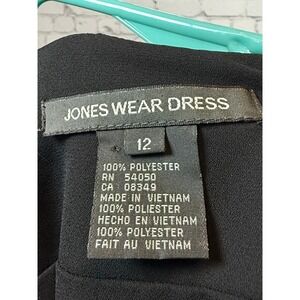 JONES WEAR DRESS
12
100% POLYESTER
RN 54050
CA 08349
MADE IN VIETNAM
100% POLIESTER
HECHO EN VIETNAM
100% POLYESTER
FAIT AU VIETNAM